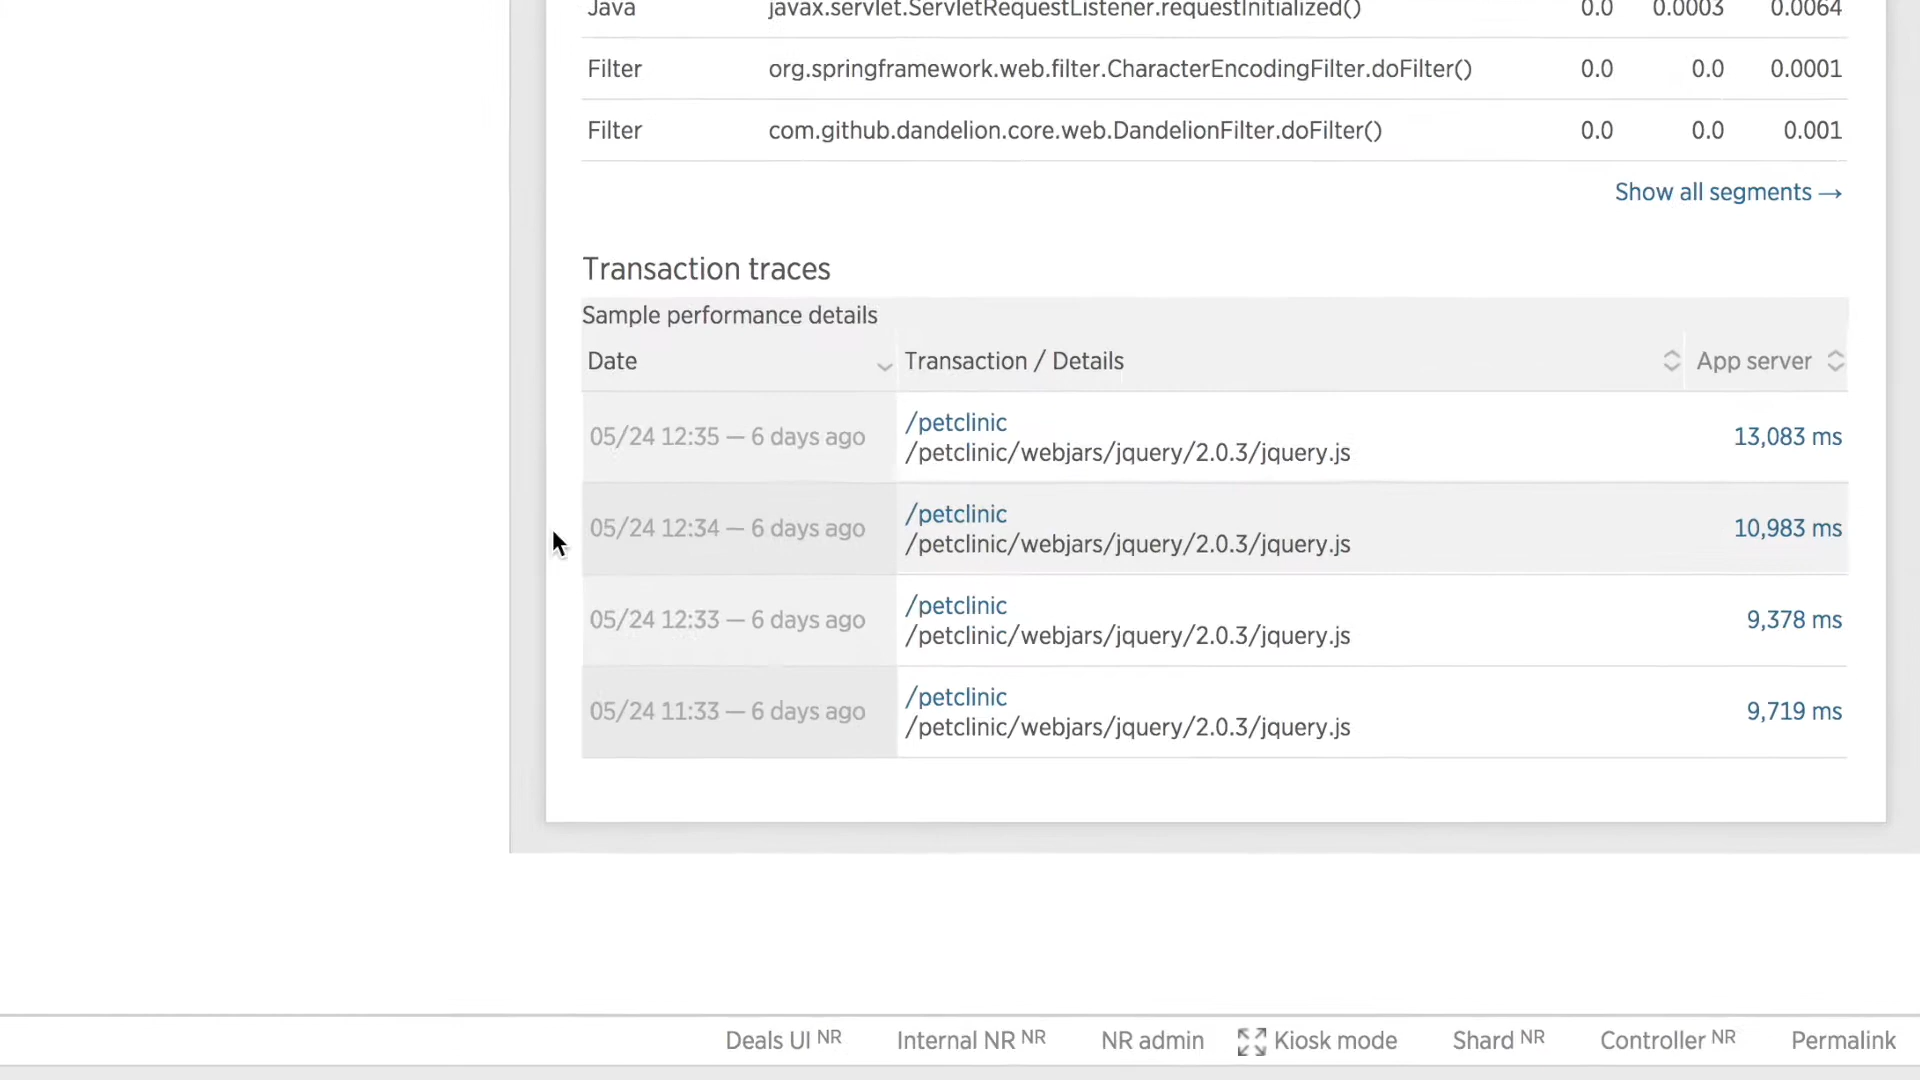 Java javax.servlet.ServletRequestListener.requestInitialized() 0.0 0.0003 0.0064
Filter org.springframework.web.filter.CharacterEncodingFilter.doFilter() 0.0 0.0 0.0001
Filter com.github.dandelion.core.web.DandelionFilter.doFilter() 0.0 0.0 0.001
Show all segments →
Transaction traces
Sample performance details
Date Transaction / Details App server
05/24 12:35 — 6 days ago /petclinic 13,083 ms
/petclinic/webjars/jquery/2.0.3/jquery.js
05/24 12:34 — 6 days ago /petclinic 10,983 ms
/petclinic/webjars/jquery/2.0.3/jquery.js
05/24 12:33 — 6 days ago /petclinic 9,378 ms
/petclinic/webjars/jquery/2.0.3/jquery.js
05/24 11:33 — 6 days ago /petclinic 9,719 ms
/petclinic/webjars/jquery/2.0.3/jquery.js
Deals UI NR Internal NR NR NR admin Kiosk mode Shard NR Controller NR Permalink